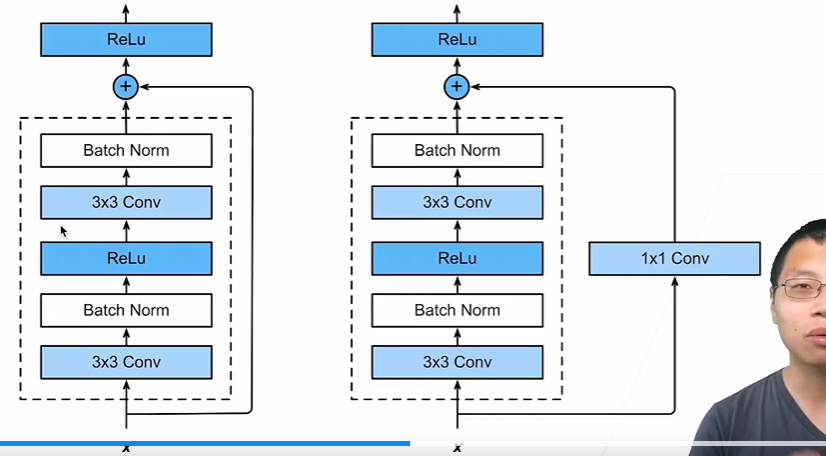 ReLu
+
Batch Norm
3x3 Conv
ReLu
Batch Norm
3x3 Conv
x
ReLu
+
Batch Norm
3x3 Conv
ReLu
Batch Norm
3x3 Conv
1x1 Conv
x